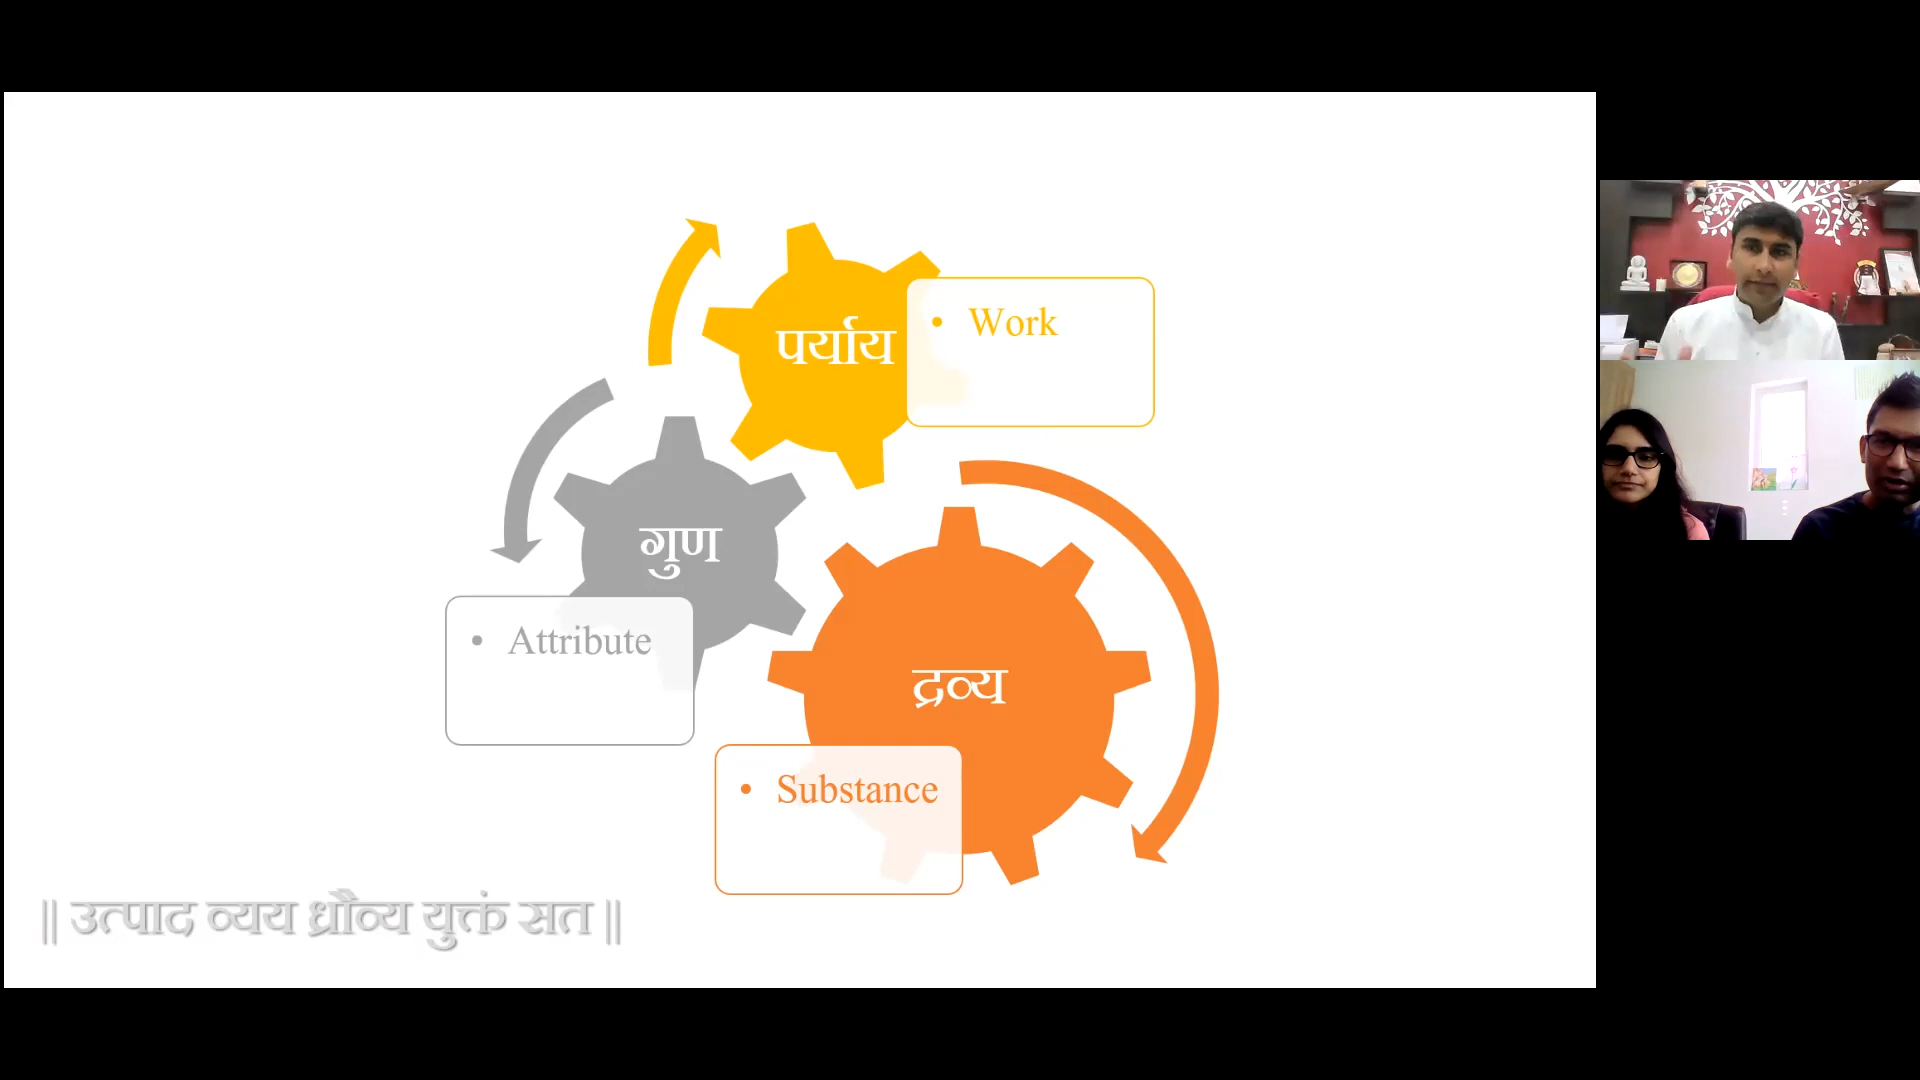 पर्याय
• Work
गुण
• Attribute
द्रव्य
• Substance
|| उत्पाद व्यय ध्रौव्य युक्तं सत ||